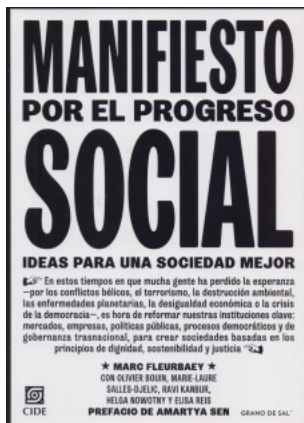 MANIFIESTO
POR EL PROGRESO
SOCIAL
IDEAS PARA UNA SOCIEDAD MEJOR
En estos tiempos en que mucha gente ha perdido la esperanza
—por los conflictos bélicos, el terrorismo, la destrucción ambiental,
las enfermedades planetarias, la desigualdad económica o la crisis
de la democracia—, es hora de reformar nuestras instituciones clave:
mercados, empresas, políticas públicas, procesos democráticos y de
gobernanza trasnacional, para crear sociedades basadas en los
principios de dignidad, sostenibilidad y justicia
★ MARC FLEURBAEY ★
CON OLIVIER BOUIN, MARIE-LAURE
SALLES-DJELIC, RAVI KANBUR,
HELGA NOWOTNY Y ELISA REIS
PREFACIO DE AMARTYA SEN
CIDE
GRANO DE SAL